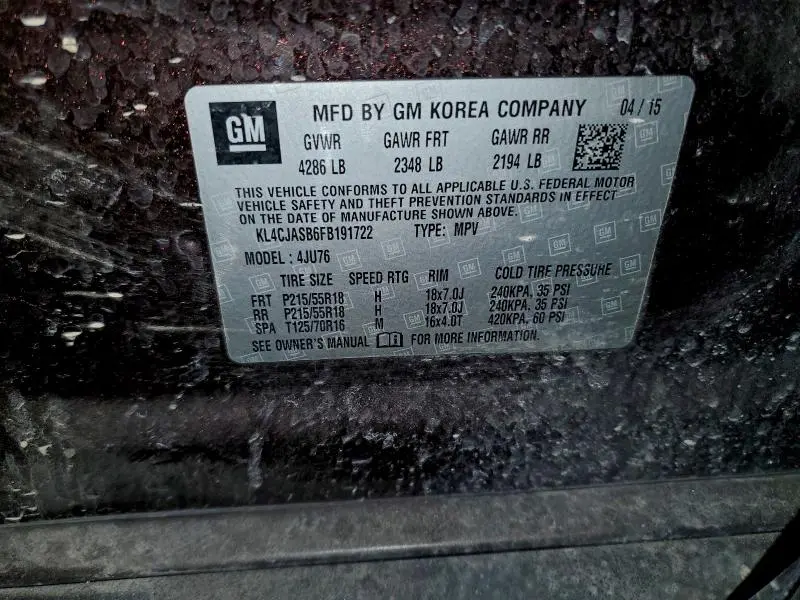 GM MFD BY GM KOREA COMPANY 04 / 15
GVWR GAWR FRT GAWR RR
4286 LB 2348 LB 2194 LB
THIS VEHICLE CONFORMS TO ALL APPLICABLE U.S. FEDERAL MOTOR
VEHICLE SAFETY AND THEFT PREVENTION STANDARDS IN EFFECT
ON THE DATE OF MANUFACTURE SHOWN ABOVE.
KL4CJASB6FB191722 TYPE: MPV
MODEL : 4JU76
TIRE SIZE SPEED RTG RIM COLD TIRE PRESSURE
FRT P215/55R18 H 18x7.0J 240KPA, 35 PSI
RR P215/55R18 H 18x7.0J 240KPA, 35 PSI
SPA T125/70R16 M 16x4.0T 420KPA, 60 PSI
SEE OWNER'S MANUAL FOR MORE INFORMATION.